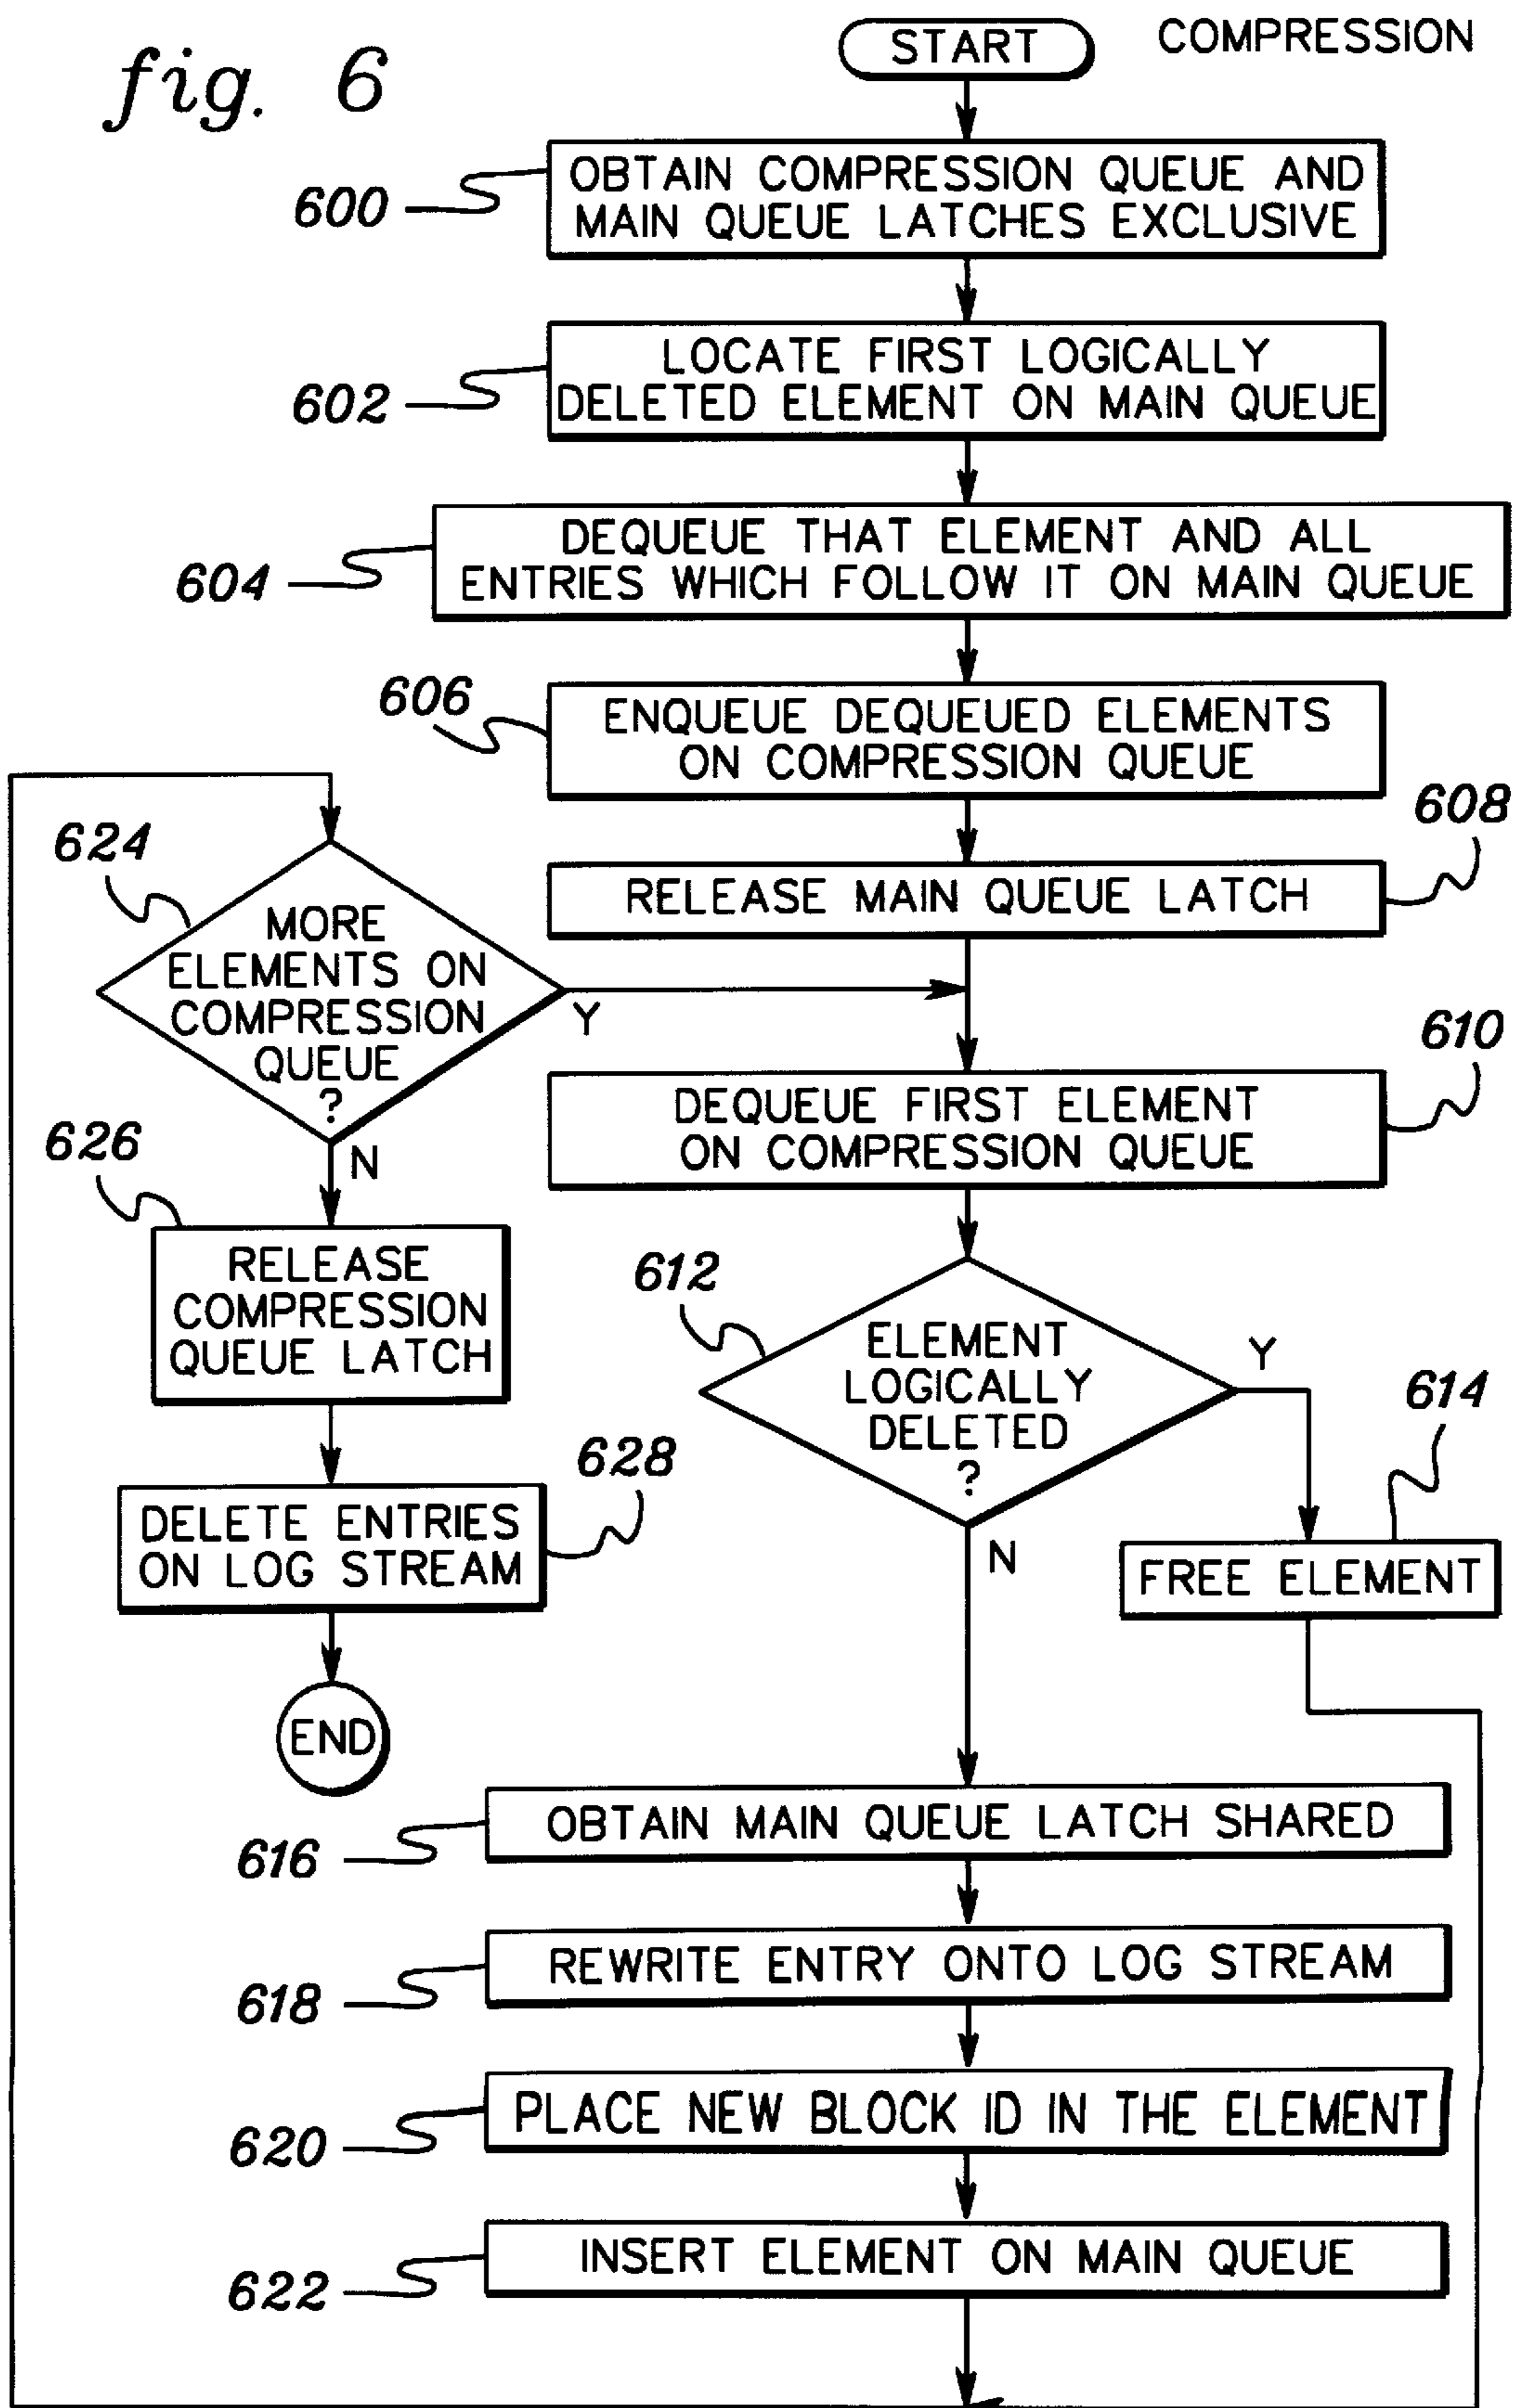 fig. 6
START
COMPRESSION
600
OBTAIN COMPRESSION QUEUE AND
MAIN QUEUE LATCHES EXCLUSIVE
602
LOCATE FIRST LOGICALLY
DELETED ELEMENT ON MAIN QUEUE
604
DEQUEUE THAT ELEMENT AND ALL
ENTRIES WHICH FOLLOW IT ON MAIN QUEUE
606
ENQUEUE DEQUEUED ELEMENTS
ON COMPRESSION QUEUE
608
RELEASE MAIN QUEUE LATCH
624
MORE
ELEMENTS ON
COMPRESSION
QUEUE
?
Y
N
610
DEQUEUE FIRST ELEMENT
ON COMPRESSION QUEUE
626
RELEASE
COMPRESSION
QUEUE LATCH
612
ELEMENT
LOGICALLY
DELETED
?
Y
N
614
FREE ELEMENT
628
DELETE ENTRIES
ON LOG STREAM
END
616
OBTAIN MAIN QUEUE LATCH SHARED
618
REWRITE ENTRY ONTO LOG STREAM
620
PLACE NEW BLOCK ID IN THE ELEMENT
622
INSERT ELEMENT ON MAIN QUEUE